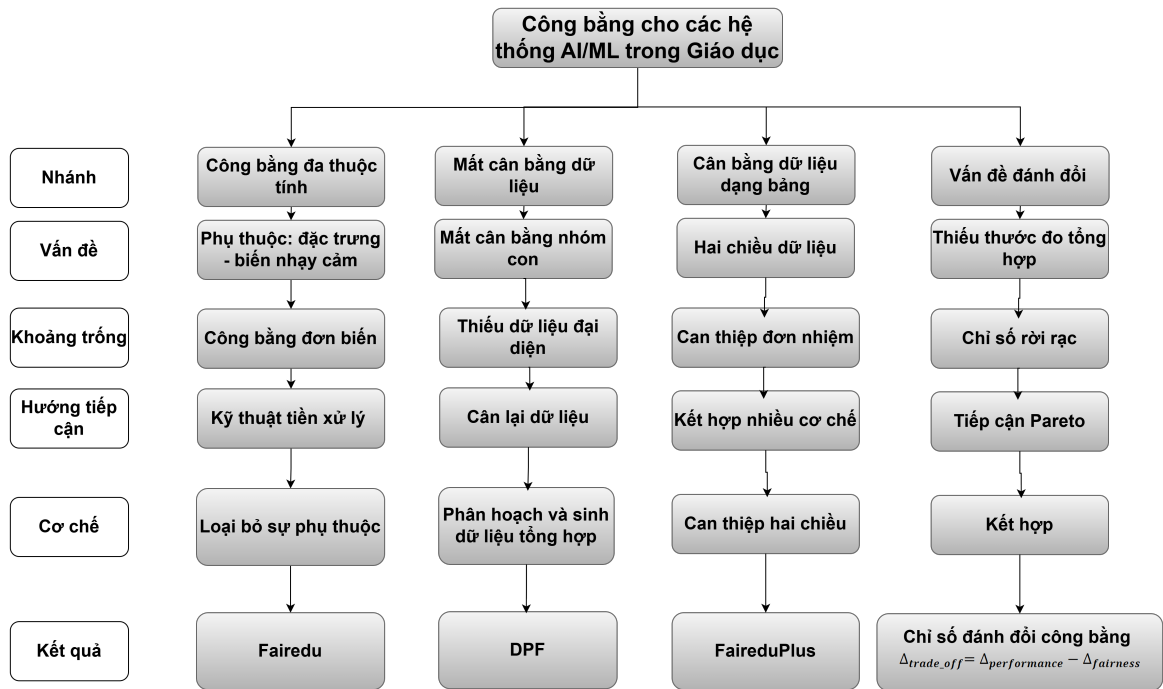 Công bằng cho các hệ
thống AI/ML trong Giáo dục
Nhánh
Công bằng đa thuộc
tính
Mất cân bằng dữ
liệu
Cân bằng dữ liệu
dạng bảng
Vấn đề đánh đổi
Vấn đề
Phụ thuộc: đặc trưng
- biến nhạy cảm
Mất cân bằng nhóm
con
Hai chiều dữ liệu
Thiếu thước đo tổng
hợp
Khoảng trống
Công bằng đơn biến
Thiếu dữ liệu đại
diện
Can thiệp đơn nhiệm
Chỉ số rời rạc
Hướng tiếp
cận
Kỹ thuật tiền xử lý
Cân lại dữ liệu
Kết hợp nhiều cơ chế
Tiếp cận Pareto
Cơ chế
Loại bỏ sự phụ thuộc
Phân hoạch và sinh
dữ liệu tổng hợp
Can thiệp hai chiều
Kết hợp
Kết quả
Fairedu
DPF
FaireduPlus
Chỉ số đánh đổi công bằng
Δtrade_off= Δperformance − Δfairness